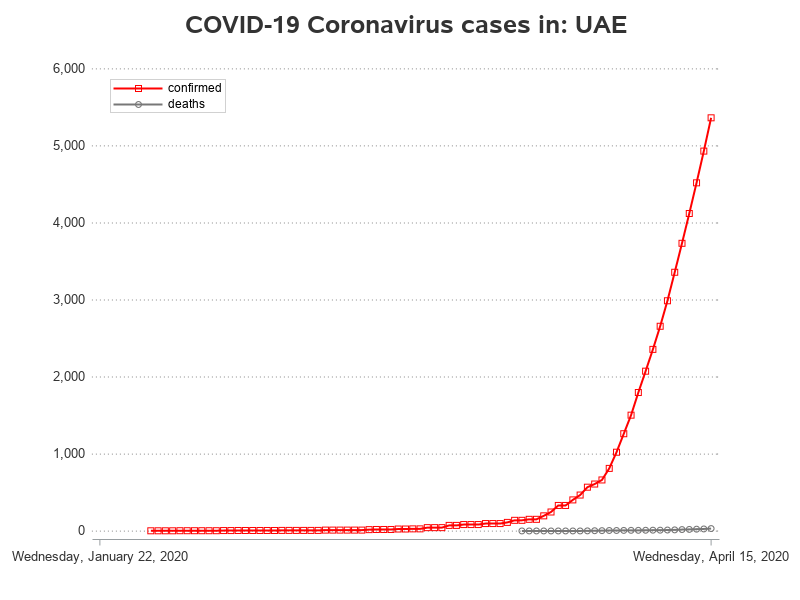 COVID-19 Coronavirus cases in: UAE
6,000
confirmed
deaths
5,000
4,000
3,000
2,000
1,000
0
Wednesday, January 22, 2020
Wednesday, April 15, 2020